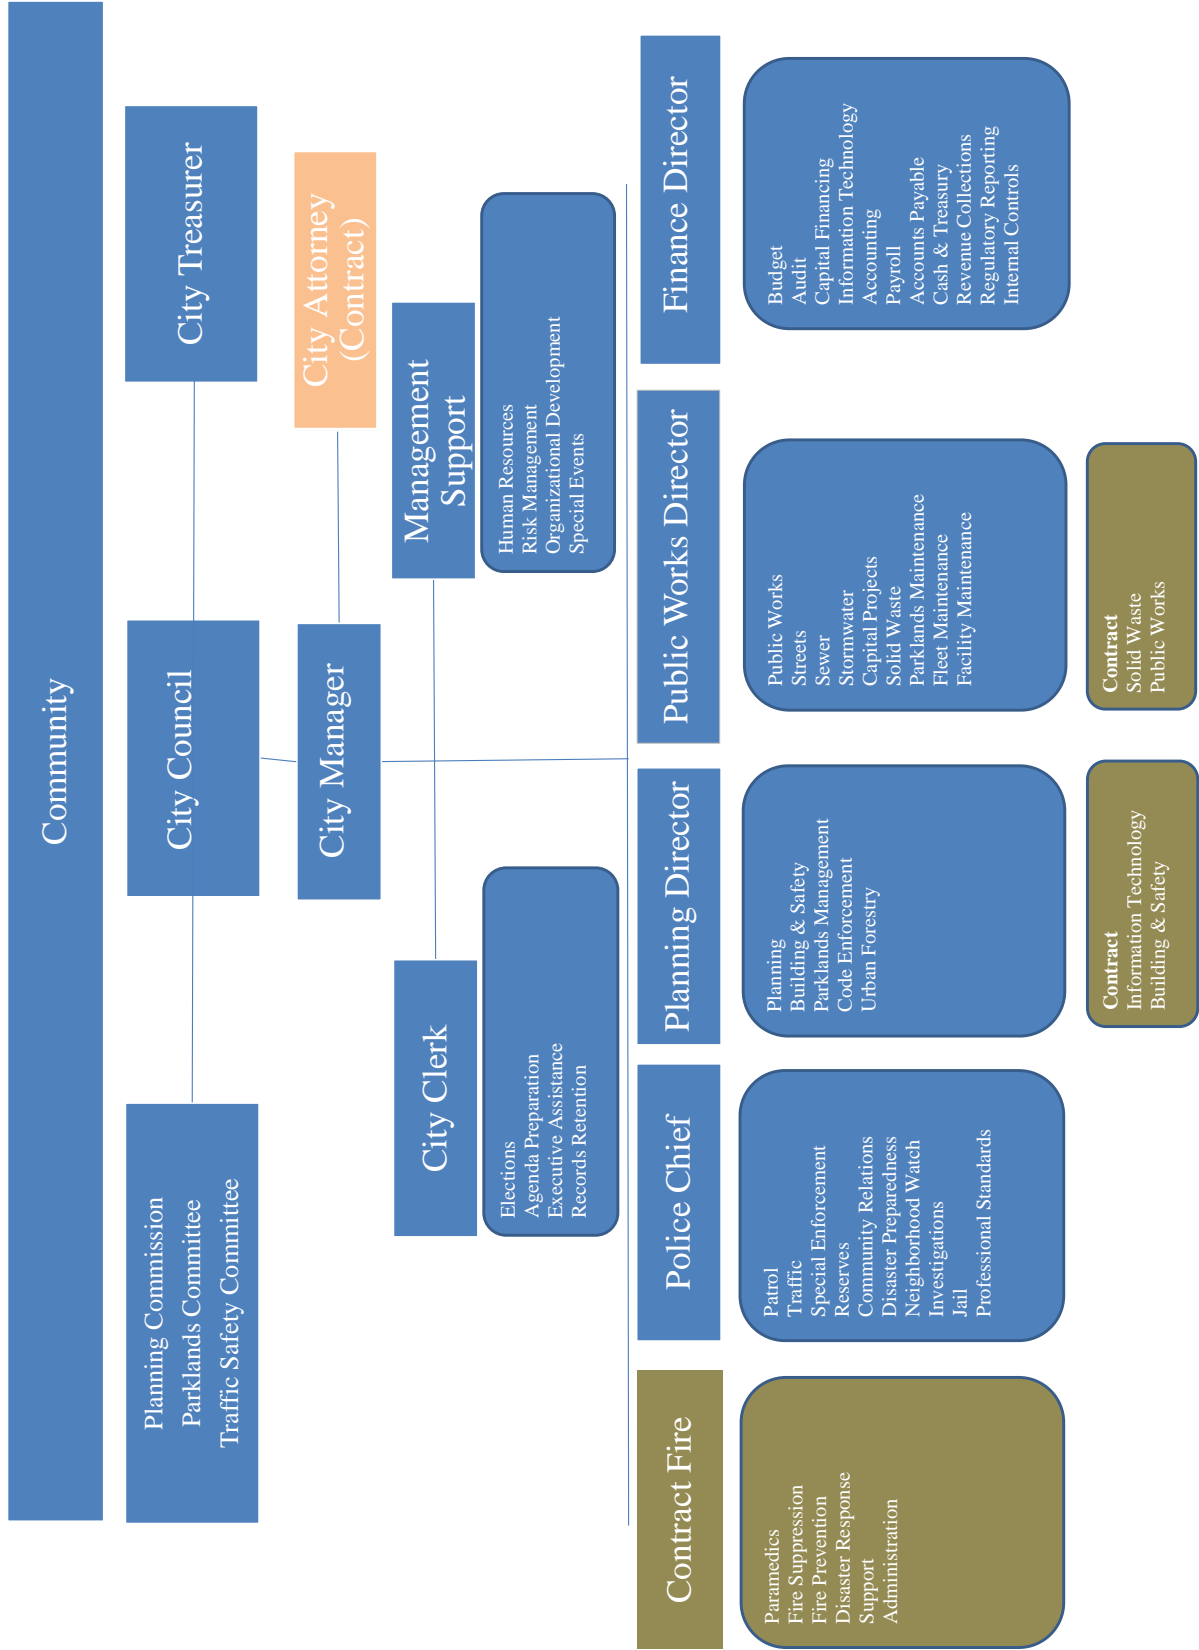 Community
Planning Commission
Parklands Committee
Traffic Safety Committee
City Council
City Treasurer
City Manager
City Attorney
(Contract)
City Clerk
Elections
Agenda Preparation
Executive Assistance
Records Retention
Management
Support
Human Resources
Risk Management
Organizational Development
Special Events
Contract Fire
Paramedics
Fire Suppression
Fire Prevention
Disaster Response
Support
Administration
Police Chief
Patrol
Traffic
Special Enforcement
Reserves
Community Relations
Disaster Preparedness
Neighborhood Watch
Investigations
Jail
Professional Standards
Planning Director
Planning
Building & Safety
Parklands Management
Code Enforcement
Urban Forestry
Contract
Information Technology
Building & Safety
Public Works Director
Public Works
Streets
Sewer
Stormwater
Capital Projects
Solid Waste
Parklands Maintenance
Fleet Maintenance
Facility Maintenance
Contract
Solid Waste
Public Works
Finance Director
Budget
Audit
Capital Financing
Information Technology
Accounting
Payroll
Accounts Payable
Cash & Treasury
Revenue Collections
Regulatory Reporting
Internal Controls